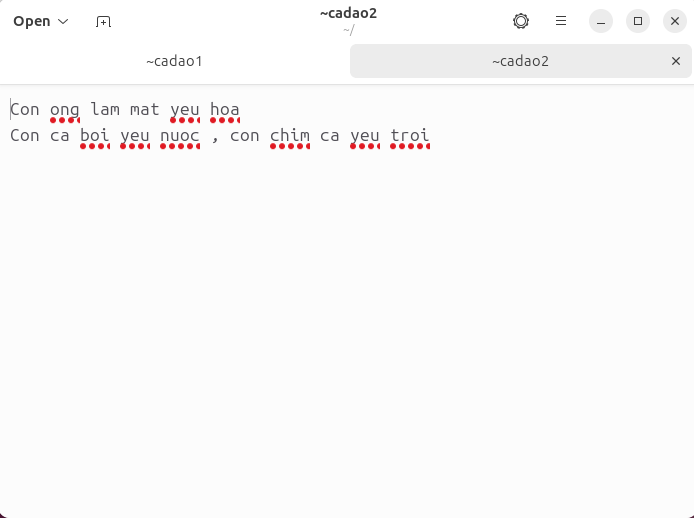 Open
~cadao2
~/
~cadao1
~cadao2
Con ong lam mat yeu hoa
Con ca boi yeu nuoc , con chim ca yeu troi